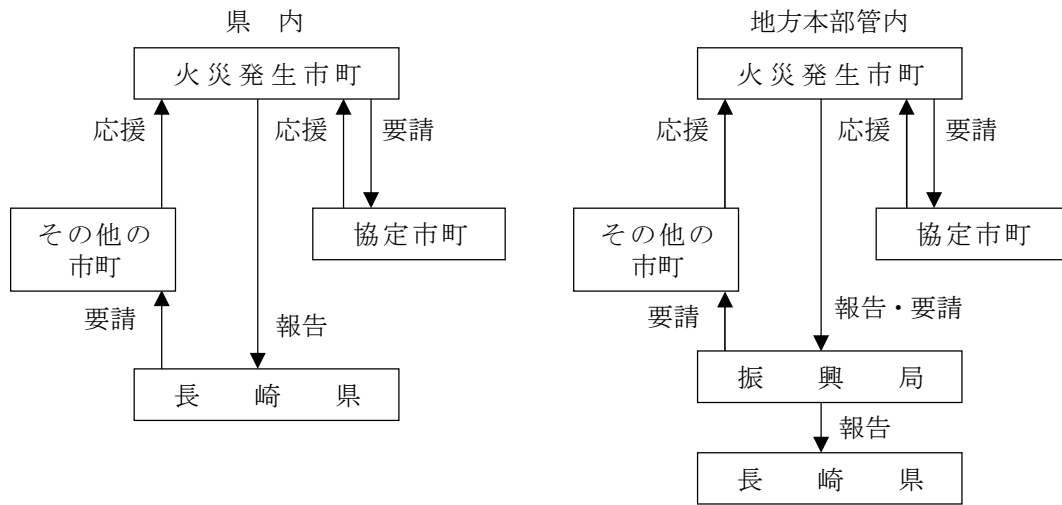 県　内
火災発生市町
応援
応援
要請
その他の
市町
協定市町
要請
報告
長　崎　県
地方本部管内
火災発生市町
応援
応援
要請
その他の
市町
協定市町
要請
報告・要請
振　興　局
報告
長　崎　県